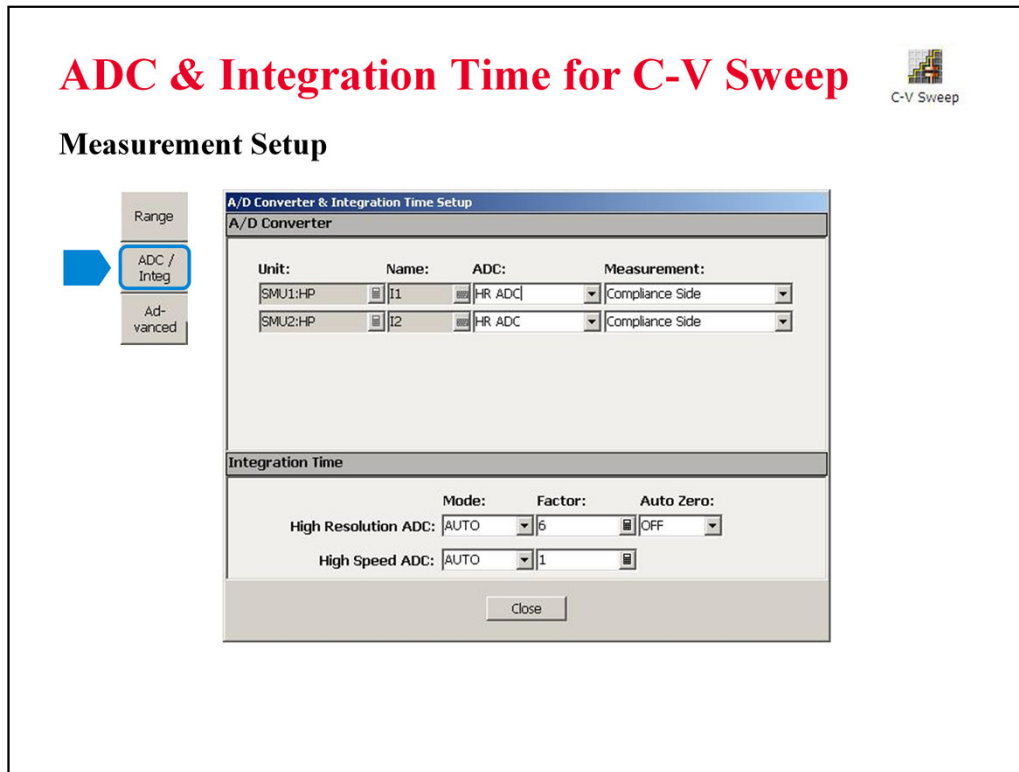 ADC & Integration Time for C-V Sweep
C-V Sweep
Measurement Setup
Range
ADC /
Integ
Ad-
vanced
A/D Converter & Integration Time Setup
A/D Converter
Unit: Name: ADC: Measurement:
SMU1:HP I1 HR ADC Compliance Side
SMU2:HP I2 HR ADC Compliance Side
Integration Time
Mode: Factor: Auto Zero:
High Resolution ADC: AUTO 6 OFF
High Speed ADC: AUTO 1
Close